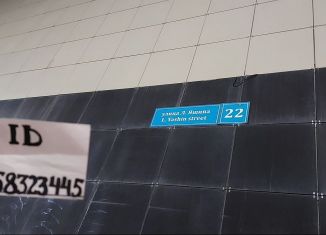 улица Л. Яшина
L. Yashin street
22
ID
58323445